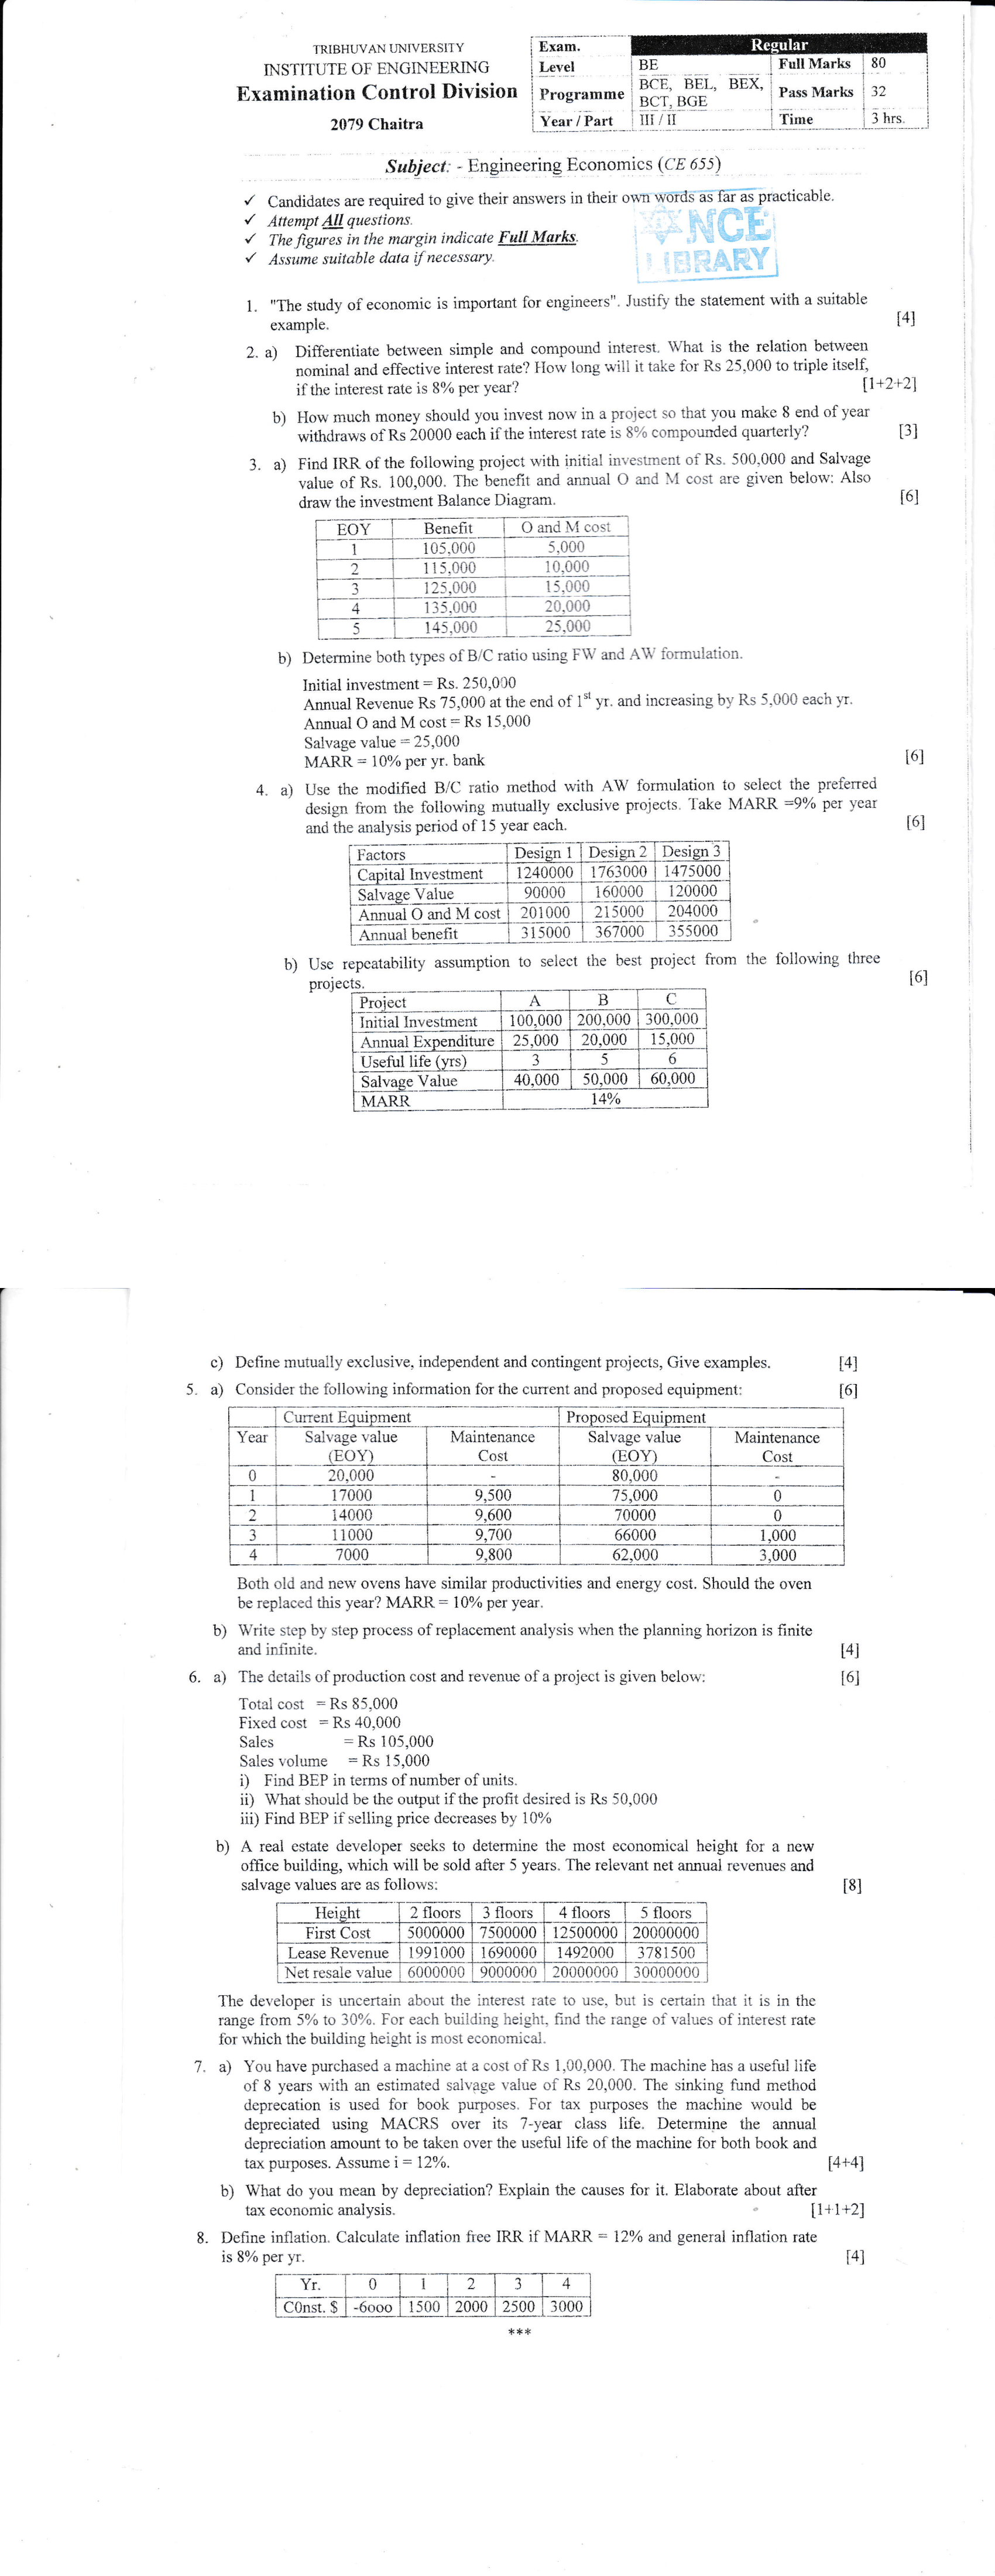 TRIBHUVAN UNIVERSITY
INSTITUTE OF ENGINEERING
Examination Control Division
2079 Chaitra
Exam. Regular
Level BE Full Marks 80
Programme BCE, BEL, BEX, BCT, BGE Pass Marks 32
Year / Part III / II Time 3 hrs.
Subject: - Engineering Economics (CE 655)
✓ Candidates are required to give their answers in their own words as far as practicable.
✓ Attempt All questions.
✓ The figures in the margin indicate Full Marks.
✓ Assume suitable data if necessary.
NCE
LIBRARY
1. "The study of economic is important for engineers". Justify the statement with a suitable
example. [4]
2. a) Differentiate between simple and compound interest. What is the relation between
nominal and effective interest rate? How long will it take for Rs 25,000 to triple itself,
if the interest rate is 8% per year? [1+2+2]
b) How much money should you invest now in a project so that you make 8 end of year
withdraws of Rs 20000 each if the interest rate is 8% compounded quarterly? [3]
3. a) Find IRR of the following project with initial investment of Rs. 500,000 and Salvage
value of Rs. 100,000. The benefit and annual O and M cost are given below: Also
draw the investment Balance Diagram. [6]
EOY Benefit O and M cost
1 105,000 5,000
2 115,000 10,000
3 125,000 15,000
4 135,000 20,000
5 145,000 25,000
b) Determine both types of B/C ratio using FW and AW formulation.
Initial investment = Rs. 250,000
Annual Revenue Rs 75,000 at the end of 1st yr. and increasing by Rs 5,000 each yr.
Annual O and M cost = Rs 15,000
Salvage value = 25,000
MARR = 10% per yr. bank [6]
4. a) Use the modified B/C ratio method with AW formulation to select the preferred
design from the following mutually exclusive projects. Take MARR =9% per year
and the analysis period of 15 year each. [6]
Factors Design 1 Design 2 Design 3
Capital Investment 1240000 1763000 1475000
Salvage Value 90000 160000 120000
Annual O and M cost 201000 215000 204000
Annual benefit 315000 367000 355000
b) Use repeatability assumption to select the best project from the following three
projects. [6]
Project A B C
Initial Investment 100,000 200,000 300,000
Annual Expenditure 25,000 20,000 15,000
Useful life (yrs) 3 5 6
Salvage Value 40,000 50,000 60,000
MARR 14%
c) Define mutually exclusive, independent and contingent projects, Give examples. [4]
5. a) Consider the following information for the current and proposed equipment: [6]
Current Equipment Proposed Equipment
Year Salvage value (EOY) Maintenance Cost Salvage value (EOY) Maintenance Cost
0 20,000 - 80,000 -
1 17000 9,500 75,000 0
2 14000 9,600 70000 0
3 11000 9,700 66000 1,000
4 7000 9,800 62,000 3,000
Both old and new ovens have similar productivities and energy cost. Should the oven
be replaced this year? MARR = 10% per year.
b) Write step by step process of replacement analysis when the planning horizon is finite
and infinite. [4]
6. a) The details of production cost and revenue of a project is given below: [6]
Total cost = Rs 85,000
Fixed cost = Rs 40,000
Sales = Rs 105,000
Sales volume = Rs 15,000
i) Find BEP in terms of number of units.
ii) What should be the output if the profit desired is Rs 50,000
iii) Find BEP if selling price decreases by 10%
b) A real estate developer seeks to determine the most economical height for a new
office building, which will be sold after 5 years. The relevant net annual revenues and
salvage values are as follows: [8]
Height 2 floors 3 floors 4 floors 5 floors
First Cost 5000000 7500000 12500000 20000000
Lease Revenue 1991000 1690000 1492000 3781500
Net resale value 6000000 9000000 20000000 30000000
The developer is uncertain about the interest rate to use, but is certain that it is in the
range from 5% to 30%. For each building height, find the range of values of interest rate
for which the building height is most economical.
7. a) You have purchased a machine at a cost of Rs 1,00,000. The machine has a useful life
of 8 years with an estimated salvage value of Rs 20,000. The sinking fund method
deprecation is used for book purposes. For tax purposes the machine would be
depreciated using MACRS over its 7-year class life. Determine the annual
depreciation amount to be taken over the useful life of the machine for both book and
tax purposes. Assume i = 12%. [4+4]
b) What do you mean by depreciation? Explain the causes for it. Elaborate about after
tax economic analysis. [1+1+2]
8. Define inflation. Calculate inflation free IRR if MARR = 12% and general inflation rate
is 8% per yr. [4]
Yr. 0 1 2 3 4
C0nst. $ -6ooo 1500 2000 2500 3000
***